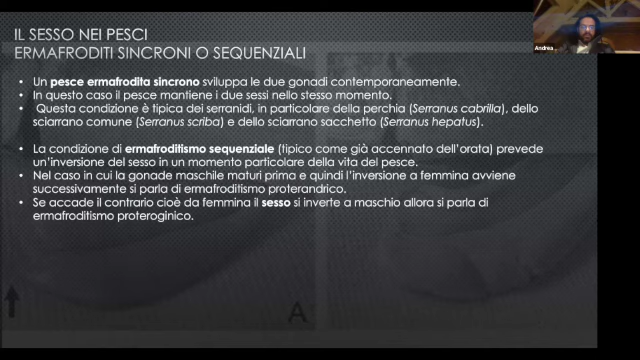 IL SESSO NEI PESCI
ERMAFRODITI SINCRONI O SEQUENZIALI
• Un pesce ermafrodita sincrono sviluppa le due gonadi contemporaneamente.
• In questo caso il pesce mantiene i due sessi nello stesso momento.
• Questa condizione è tipica dei serranidi, in particolare della perchia (Serranus cabrilla), dello
sciarrano comune (Serranus scriba) e dello sciarrano sacchetto (Serranus hepatus).
• La condizione di ermafroditismo sequenziale (tipico come già accennato dell'orata) prevede
un'inversione del sesso in un momento particolare della vita del pesce.
• Nel caso in cui la gonade maschile maturi prima e quindi l'inversione a femmina avviene
successivamente si parla di ermafroditismo proterandrico.
• Se accade il contrario cioè da femmina il sesso si inverte a maschio allora si parla di
ermafroditismo proteroginico.
A
Andrea